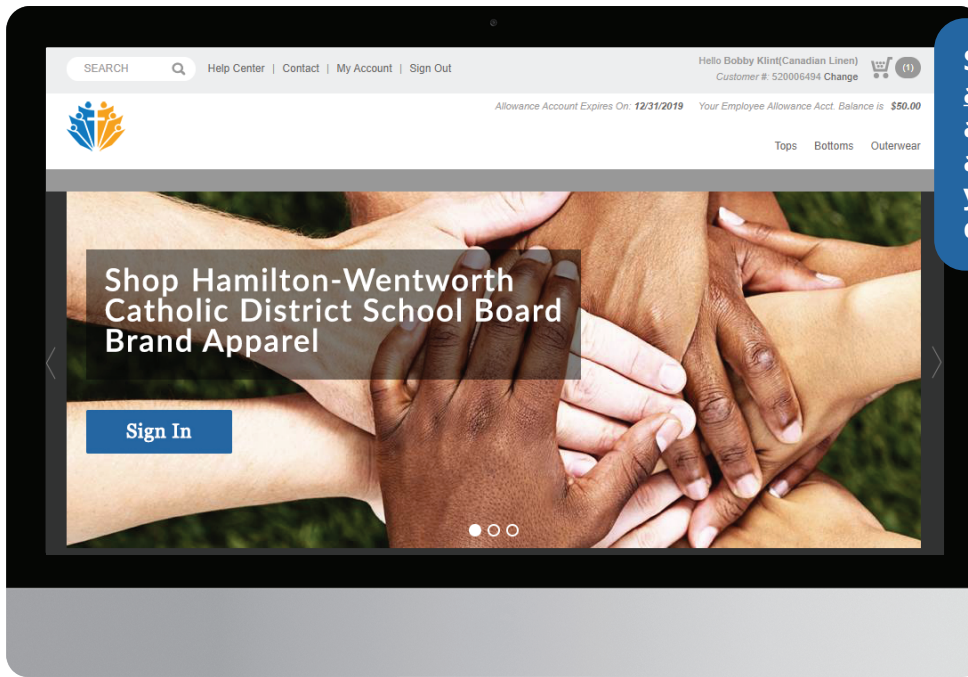 SEARCH
Help Center | Contact | My Account | Sign Out
Hello Bobby Klint(Canadian Linen)
Customer #: 520006494 Change
(1)
Allowance Account Expires On: 12/31/2019 Your Employee Allowance Acct. Balance is $50.00
Tops Bottoms Outerwear
Shop Hamilton-Wentworth
Catholic District School Board
Brand Apparel
Sign In